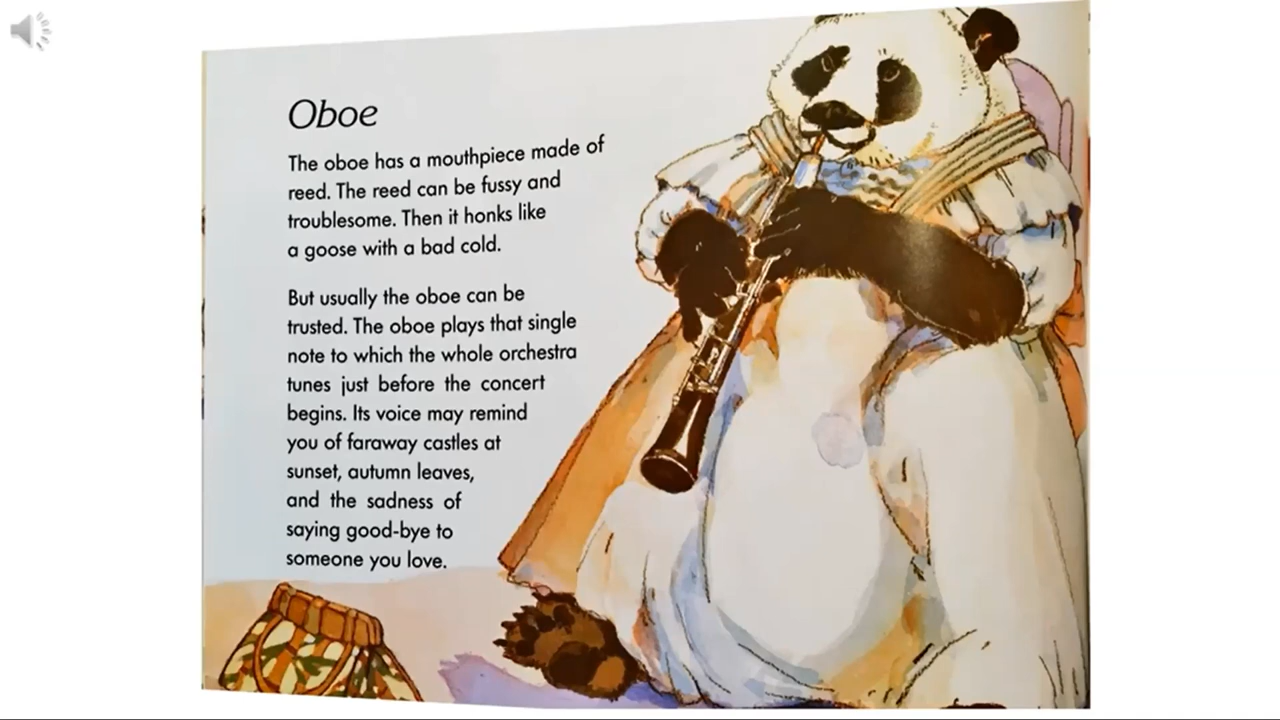 Oboe
The oboe has a mouthpiece made of
reed. The reed can be fussy and
troublesome. Then it honks like
a goose with a bad cold.
But usually the oboe can be
trusted. The oboe plays that single
note to which the whole orchestra
tunes just before the concert
begins. Its voice may remind
you of faraway castles at
sunset, autumn leaves,
and the sadness of
saying good-bye to
someone you love.